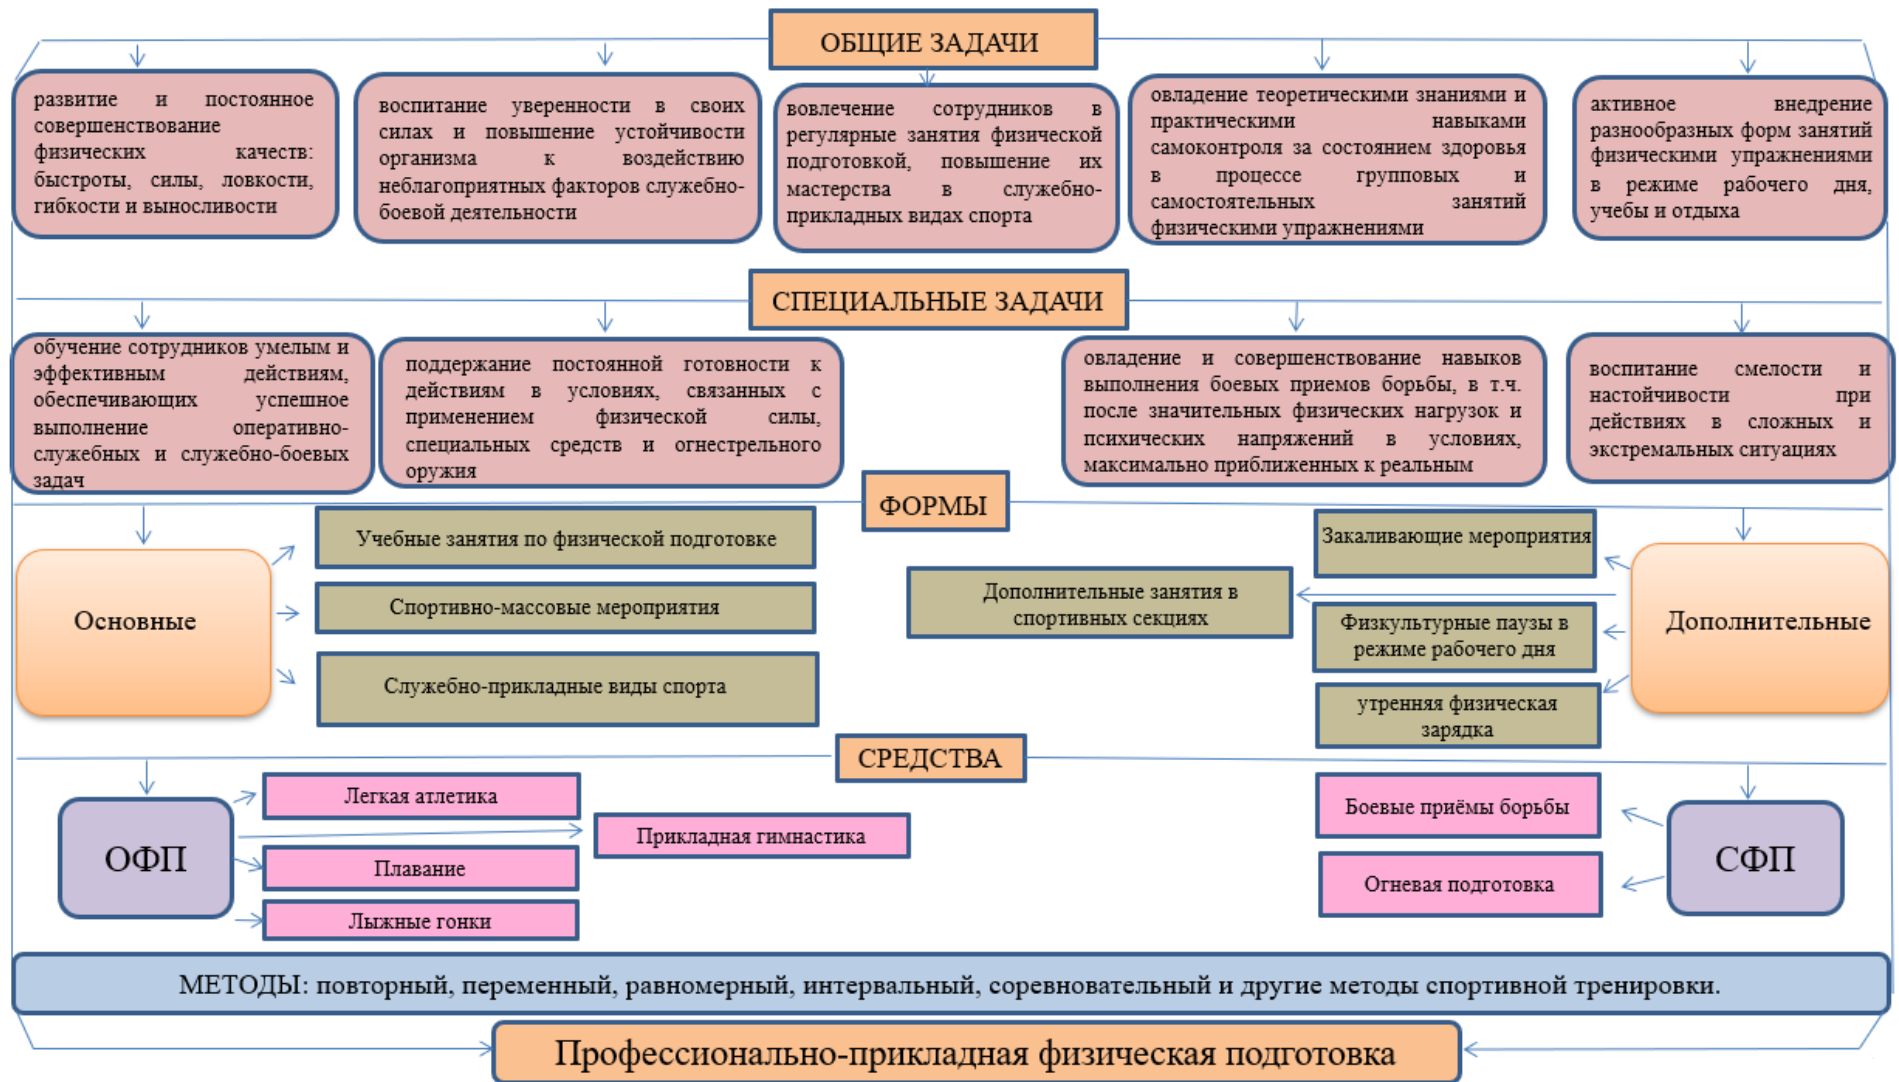 ОБЩИЕ ЗАДАЧИ
развитие и постоянное
совершенствование
физических качеств:
быстроты, силы, ловкости,
гибкости и выносливости
воспитание уверенности в своих
силах и повышение устойчивости
организма к воздействию
неблагоприятных факторов служебно-
боевой деятельности
вовлечение сотрудников в
регулярные занятия физической
подготовкой, повышение их
мастерства в служебно-
прикладных видах спорта
овладение теоретическими знаниями и
практическими навыками
самоконтроля за состоянием здоровья
в процессе групповых и
самостоятельных занятий
физическими упражнениями
активное внедрение
разнообразных форм занятий
физическими упражнениями
в режиме рабочего дня,
учебы и отдыха
СПЕЦИАЛЬНЫЕ ЗАДАЧИ
обучение сотрудников умелым и
эффективным действиям,
обеспечивающих успешное
выполнение оперативно-
служебных и служебно-боевых
задач
поддержание постоянной готовности к
действиям в условиях, связанных с
применением физической силы,
специальных средств и огнестрельного
оружия
овладение и совершенствование навыков
выполнения боевых приемов борьбы, в т.ч.
после значительных физических нагрузок и
психических напряжений в условиях,
максимально приближенных к реальным
воспитание смелости и
настойчивости при
действиях в сложных и
экстремальных ситуациях
ФОРМЫ
Основные
Учебные занятия по физической подготовке
Спортивно-массовые мероприятия
Служебно-прикладные виды спорта
Дополнительные занятия в
спортивных секциях
Закаливающие мероприятия
Физкультурные паузы в
режиме рабочего дня
утренняя физическая
зарядка
Дополнительные
СРЕДСТВА
ОФП
Легкая атлетика
Прикладная гимнастика
Плавание
Лыжные гонки
Боевые приёмы борьбы
Огневая подготовка
СФП
МЕТОДЫ: повторный, переменный, равномерный, интервальный, соревновательный и другие методы спортивной тренировки.
Профессионально-прикладная физическая подготовка